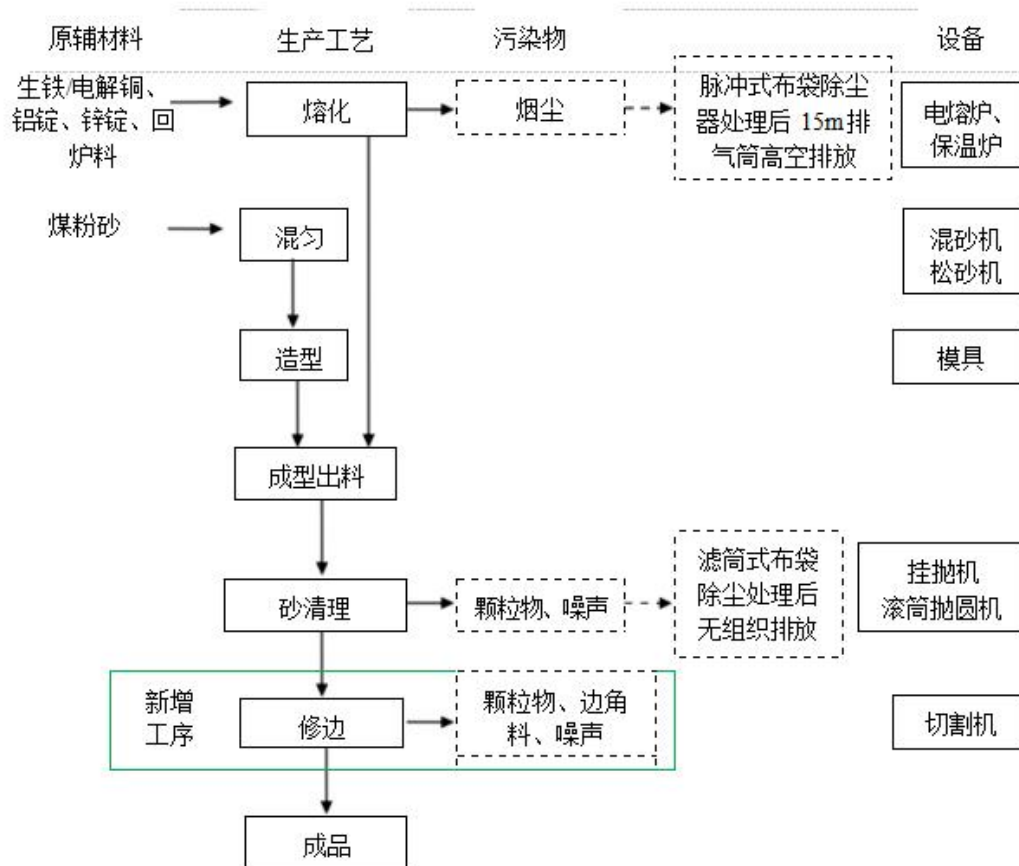 原辅材料
生产工艺
污染物
设备
生铁/电解铜、
铝锭、锌锭、回
炉料
熔化
烟尘
脉冲式布袋除尘
器处理后 15m 排
气筒高空排放
电熔炉、
保温炉
煤粉砂
混匀
混砂机
松砂机
造型
模具
成型出料
砂清理
颗粒物、噪声
滤筒式布袋
除尘处理后
无组织排放
挂抛机
滚筒抛圆机
新增
工序
修边
颗粒物、边角
料、噪声
切割机
成品